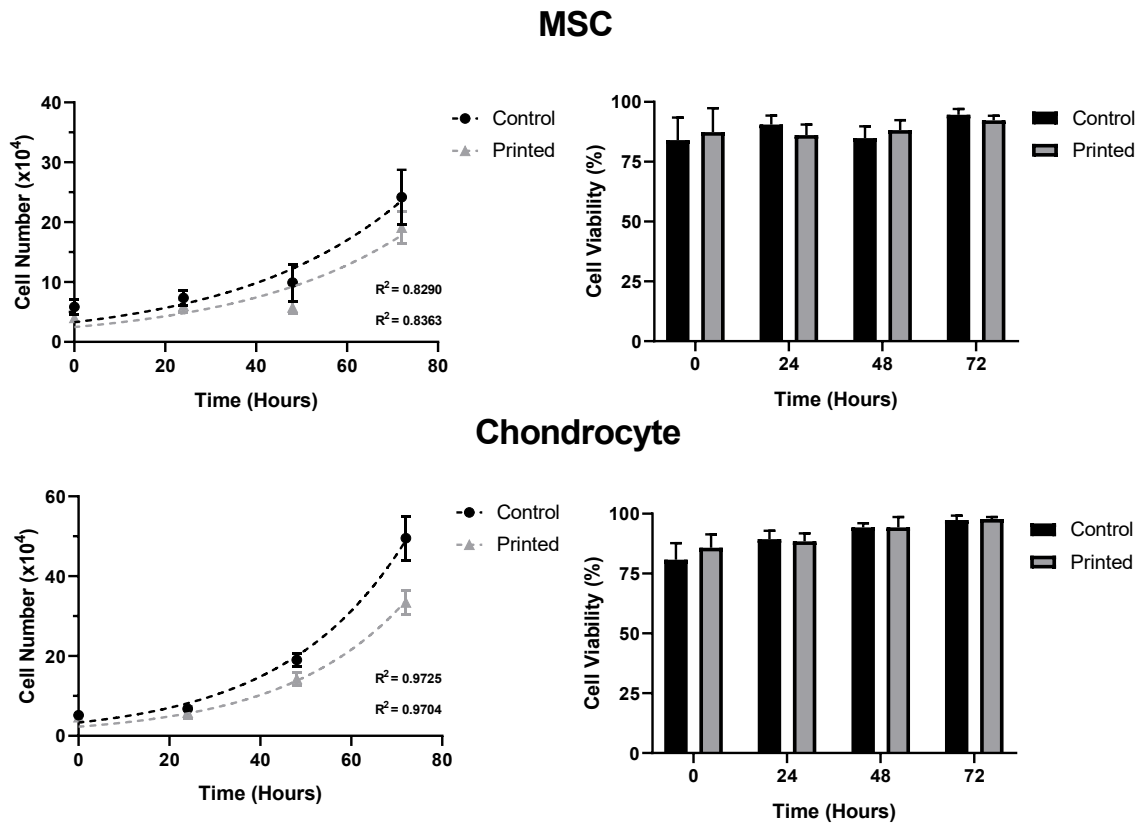 MSC
40
30
20
10
0
0 20 40 60 80
Cell Number (x10⁴)
Time (Hours)
Control
Printed
R² = 0.8290
R² = 0.8363
100
75
50
25
0
0 24 48 72
Cell Viability (%)
Time (Hours)
Control
Printed
Chondrocyte
60
40
20
0
0 20 40 60 80
Cell Number (x10⁴)
Time (Hours)
Control
Printed
R² = 0.9725
R² = 0.9704
100
75
50
25
0
0 24 48 72
Cell Viability (%)
Time (Hours)
Control
Printed